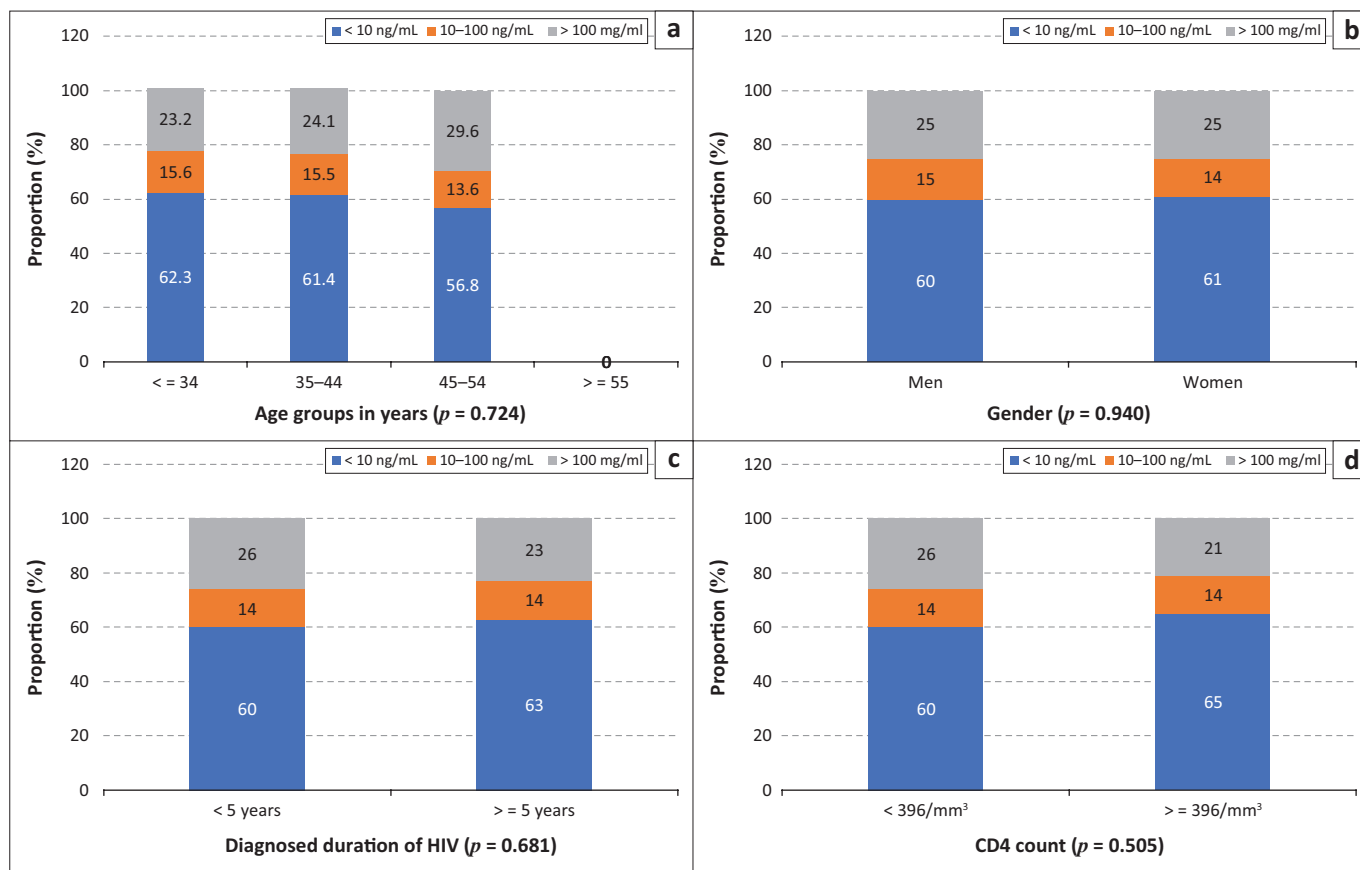 a
< 10 ng/mL 10–100 ng/mL > 100 mg/ml
Proportion (%)
120
100
80
60
40
20
0
23.2 24.1 29.6
15.6 15.5 13.6
62.3 61.4 56.8
0
< = 34 35–44 45–54 > = 55
Age groups in years (p = 0.724)
b
< 10 ng/mL 10–100 ng/mL > 100 mg/ml
Proportion (%)
120
100
80
60
40
20
0
25 25
15 14
60 61
Men Women
Gender (p = 0.940)
c
< 10 ng/mL 10–100 ng/mL > 100 mg/ml
Proportion (%)
120
100
80
60
40
20
0
26 23
14 14
60 63
< 5 years > = 5 years
Diagnosed duration of HIV (p = 0.681)
d
< 10 ng/mL 10–100 ng/mL > 100 mg/ml
Proportion (%)
120
100
80
60
40
20
0
26 21
14 14
60 65
< 396/mm³ > = 396/mm³
CD4 count (p = 0.505)